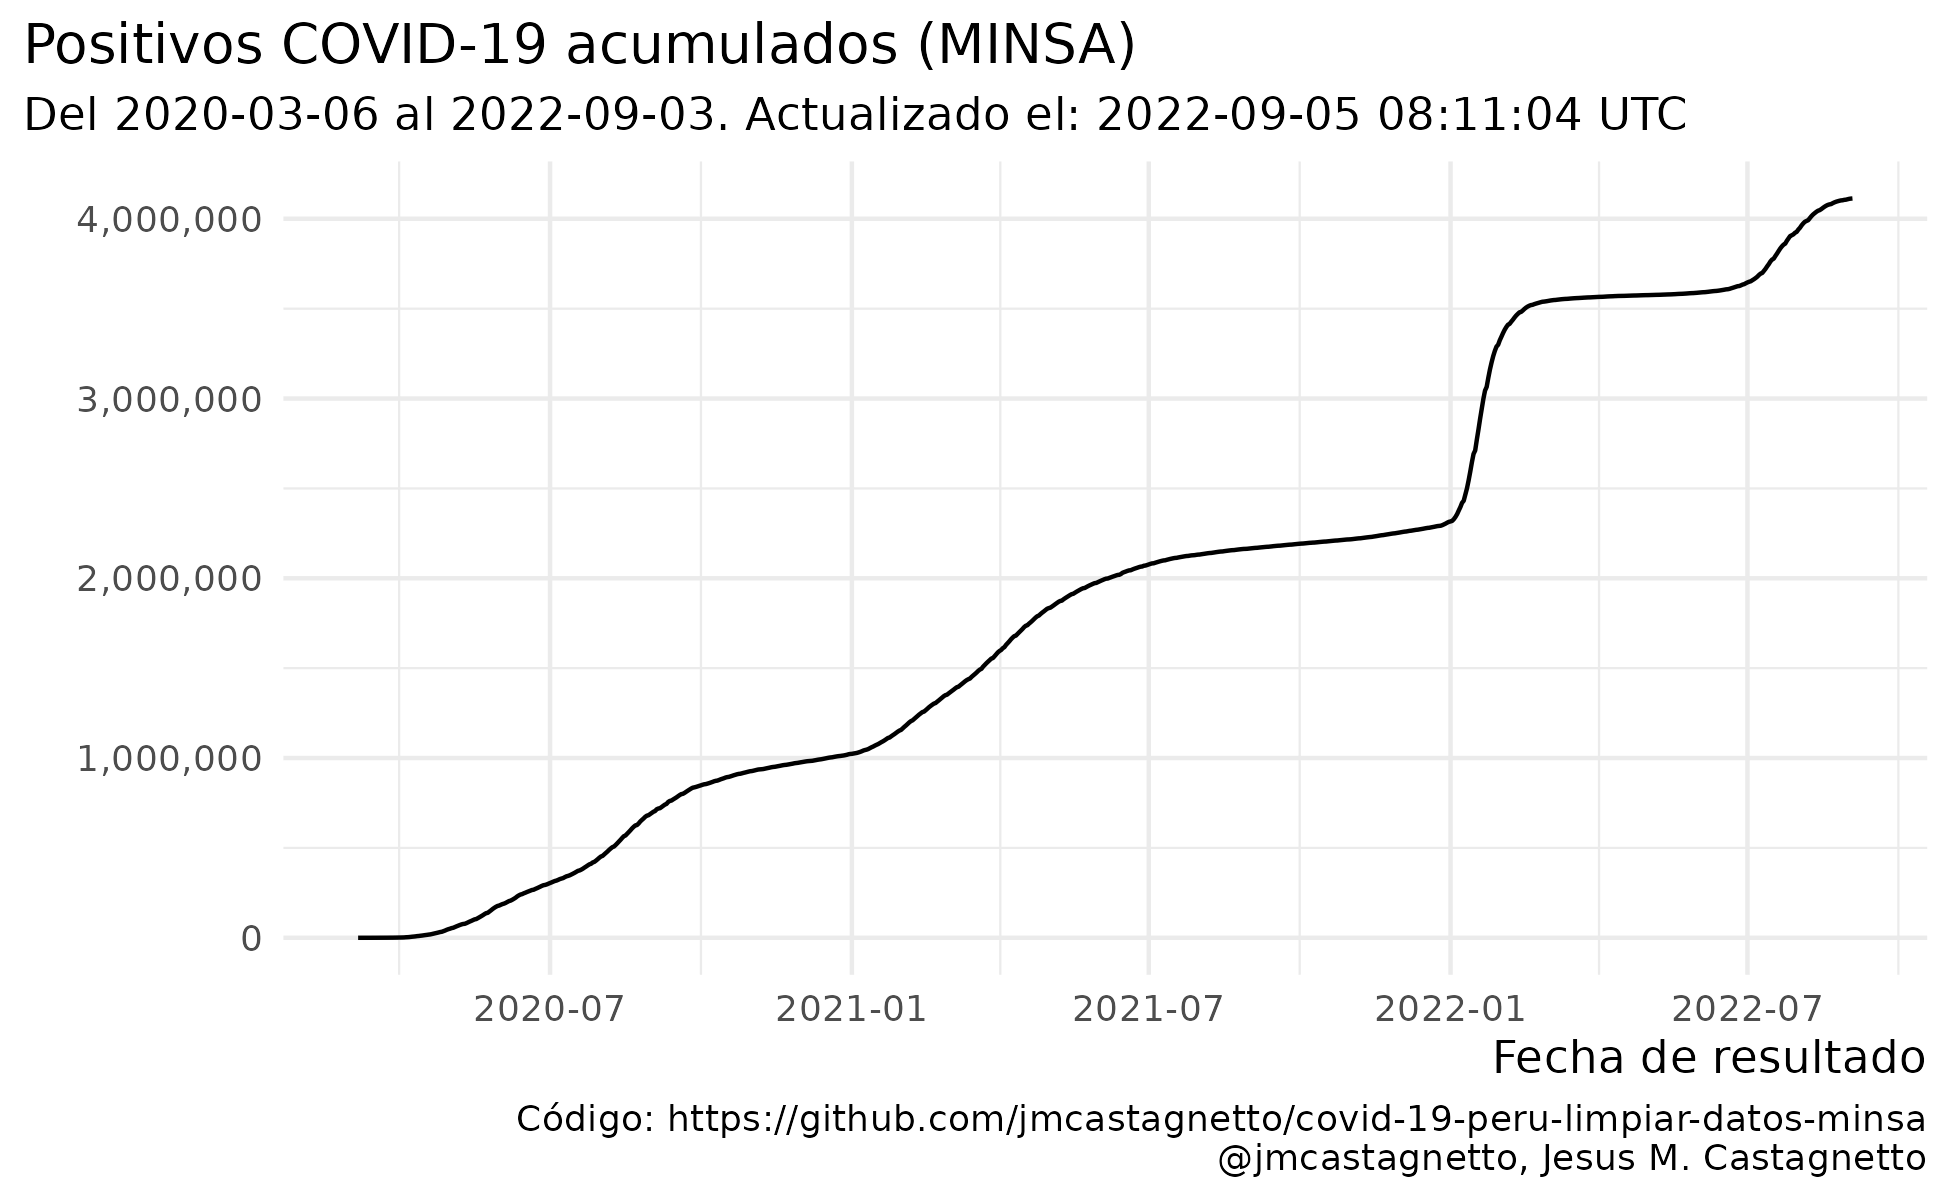 Positivos COVID-19 acumulados (MINSA)
Del 2020-03-06 al 2022-09-03. Actualizado el: 2022-09-05 08:11:04 UTC
4,000,000
3,000,000
2,000,000
1,000,000
0
2020-07 2021-01 2021-07 2022-01 2022-07
Fecha de resultado
Código: https://github.com/jmcastagnetto/covid-19-peru-limpiar-datos-minsa
@jmcastagnetto, Jesus M. Castagnetto